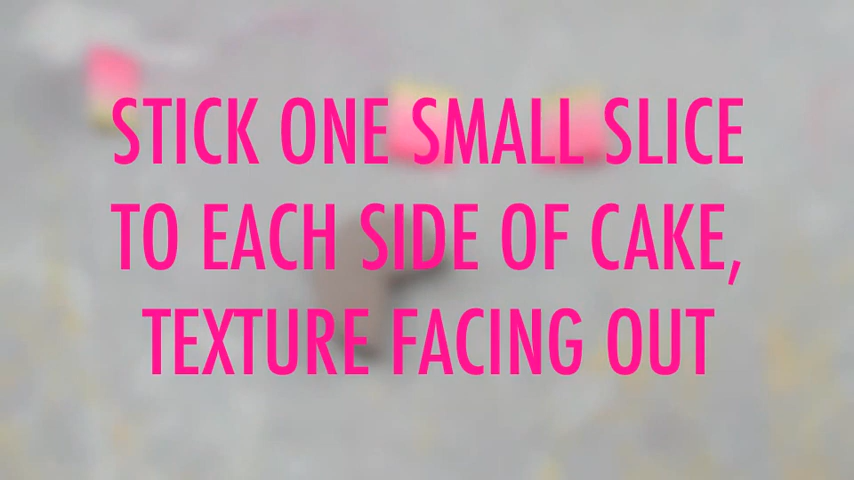 STICK ONE SMALL SLICE
TO EACH SIDE OF CAKE,
TEXTURE FACING OUT